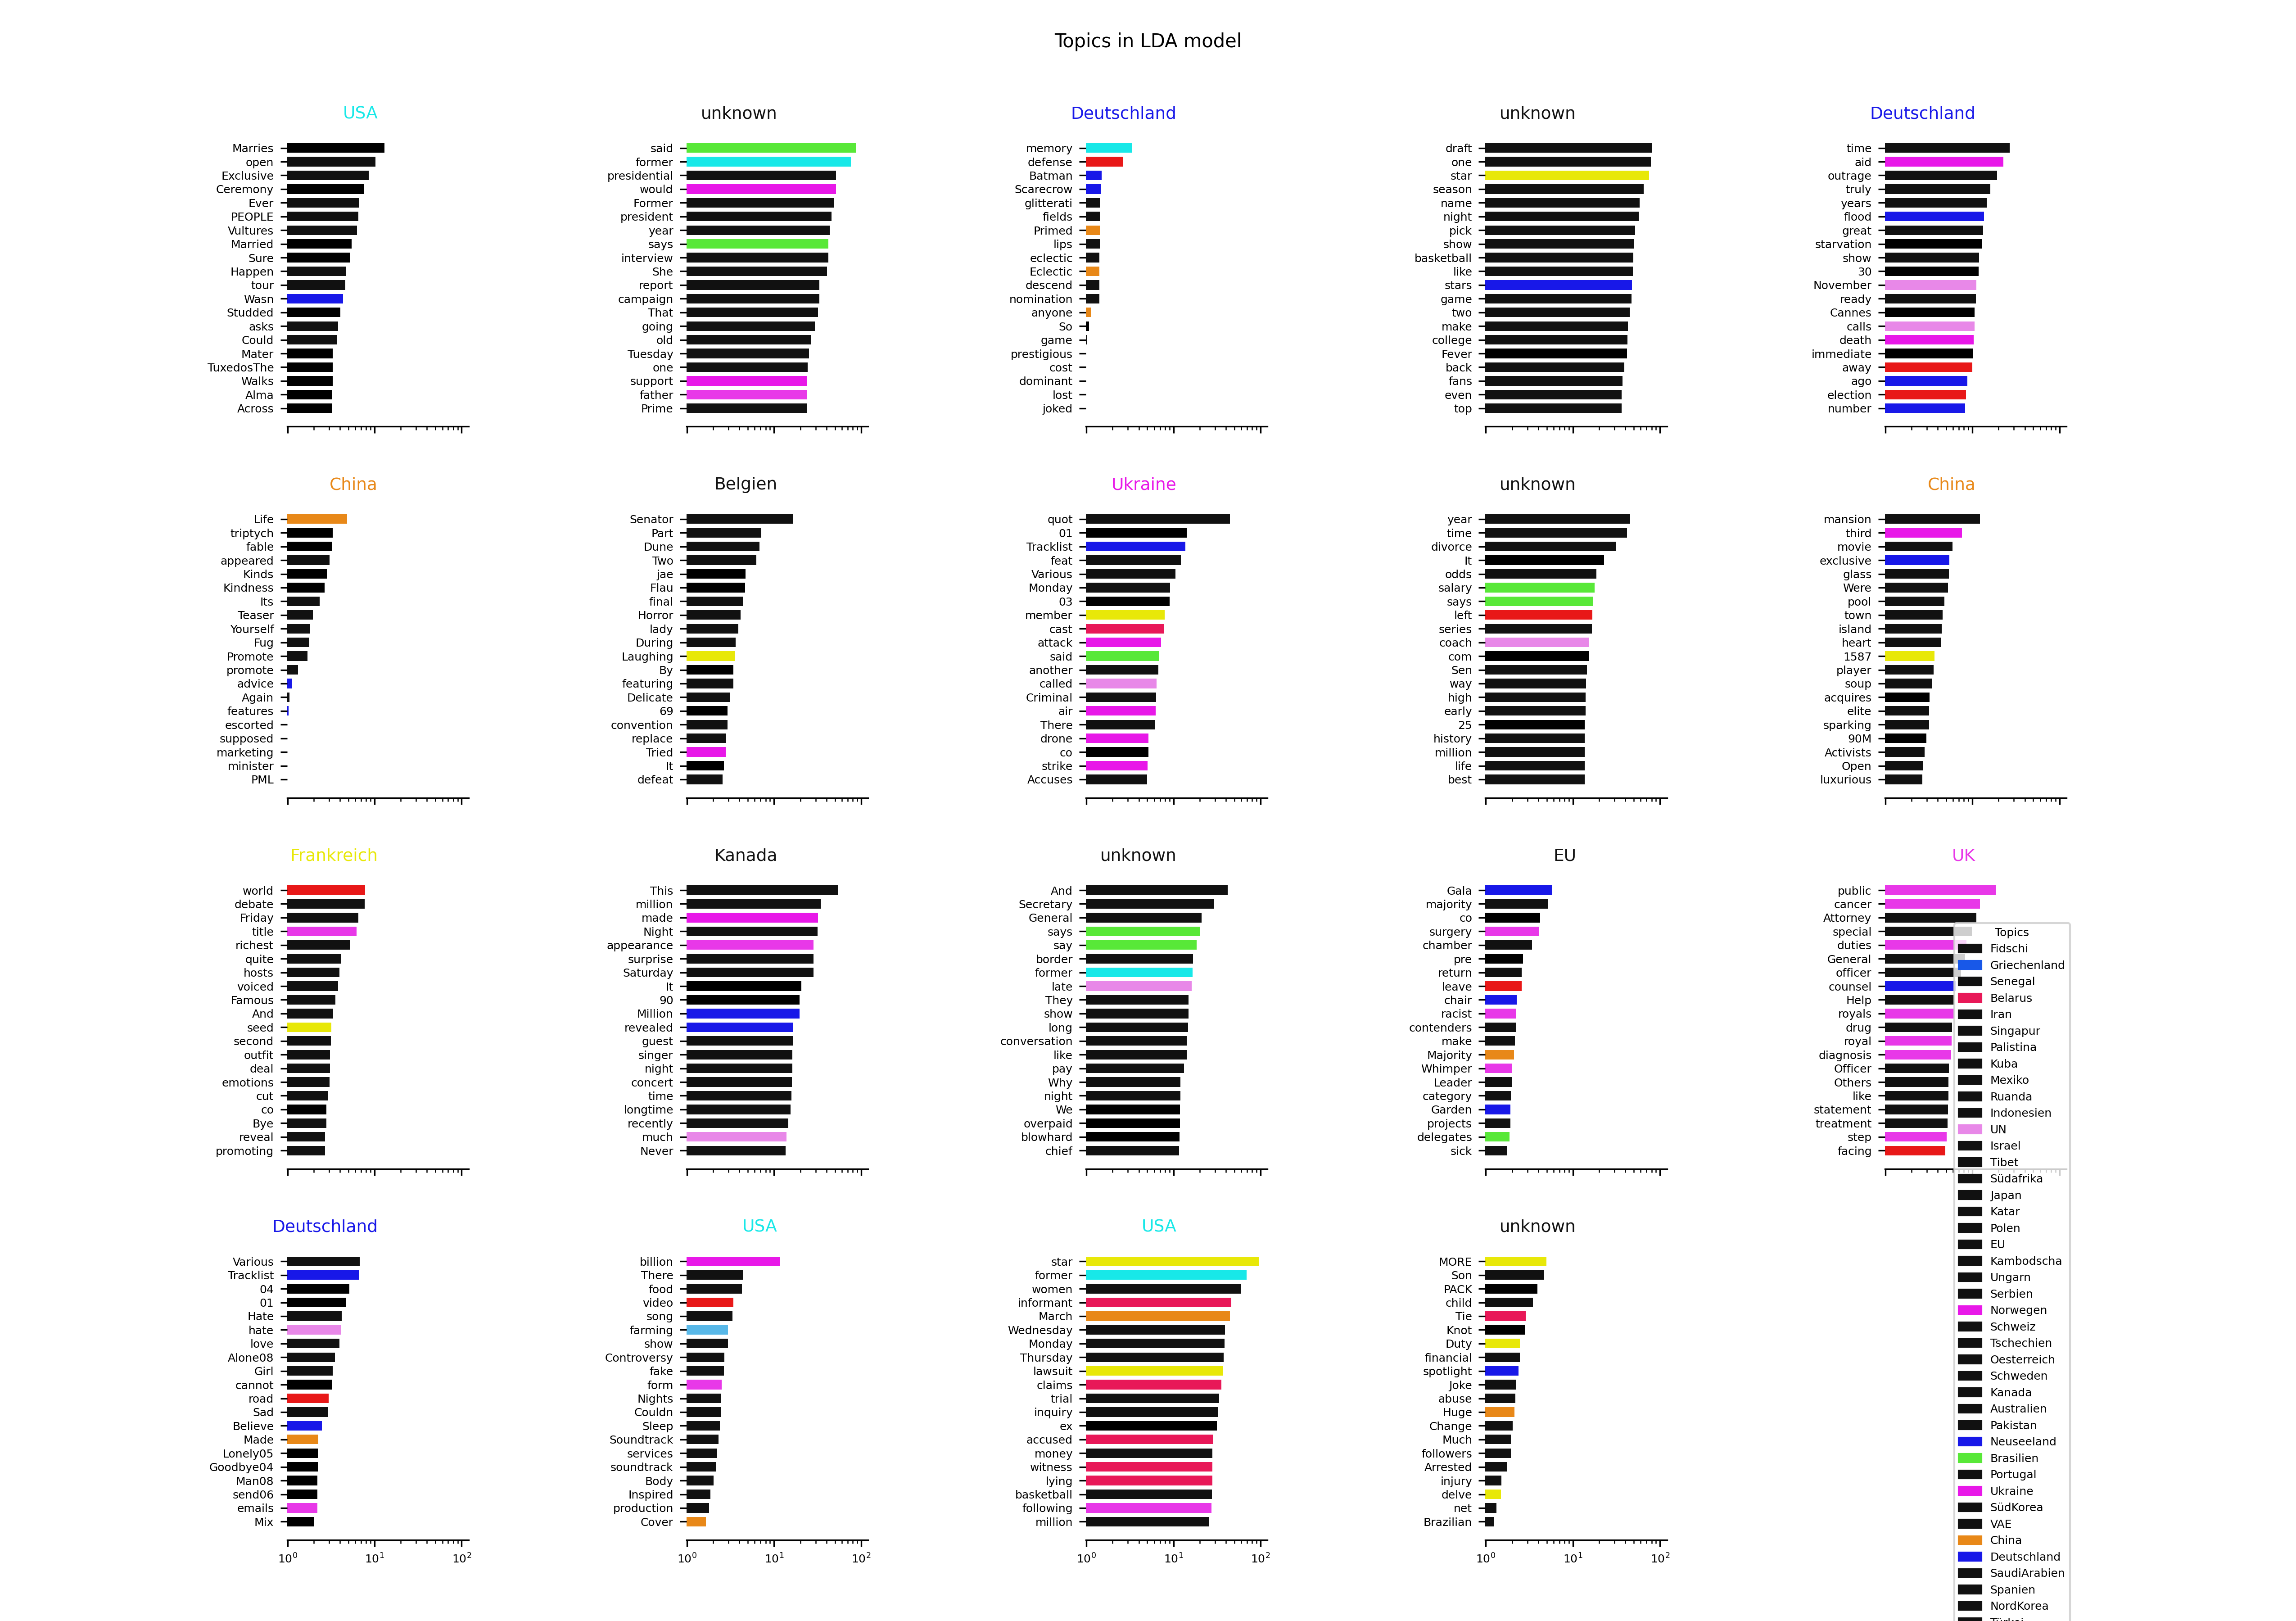 Topics in LDA model
USA
Marries
open
Exclusive
Ceremony
Ever
PEOPLE
Vultures
Married
Sure
Happen
tour
Wasn
Studded
asks
Could
Mater
TuxedosThe
Walks
Alma
Across
unknown
said
former
presidential
would
Former
president
year
says
interview
She
report
campaign
That
going
old
Tuesday
one
support
father
Prime
Deutschland
memory
defense
Batman
Scarecrow
glitterati
fields
Primed
lips
eclectic
Eclectic
descend
nomination
anyone
So
game
prestigious
cost
dominant
lost
joked
unknown
draft
one
star
season
name
night
pick
show
basketball
like
stars
game
two
make
college
Fever
back
fans
even
top
Deutschland
time
aid
outrage
truly
years
flood
great
starvation
show
30
November
ready
Cannes
calls
death
immediate
away
ago
election
number
China
Life
triptych
fable
appeared
Kinds
Kindness
Its
Teaser
Yourself
Fug
Promote
promote
advice
Again
features
escorted
supposed
marketing
minister
PML
Belgien
Senator
Part
Dune
Two
jae
Flau
final
Horror
lady
During
Laughing
By
featuring
Delicate
69
convention
replace
Tried
It
defeat
Ukraine
quot
01
Tracklist
feat
Various
Monday
03
member
cast
attack
said
another
called
Criminal
air
There
drone
co
strike
Accuses
unknown
year
time
divorce
It
odds
salary
says
left
series
coach
com
Sen
way
high
early
25
history
million
life
best
China
mansion
third
movie
exclusive
glass
Were
pool
town
island
heart
1587
player
soup
acquires
elite
sparking
90M
Activists
Open
luxurious
Frankreich
world
debate
Friday
title
richest
quite
hosts
voiced
Famous
And
seed
second
outfit
deal
emotions
cut
co
Bye
reveal
promoting
Kanada
This
million
made
Night
appearance
surprise
Saturday
It
90
Million
revealed
guest
singer
night
concert
time
longtime
recently
much
Never
unknown
And
Secretary
General
says
say
border
former
late
They
show
long
conversation
like
pay
Why
night
We
overpaid
blowhard
chief
EU
Gala
majority
co
surgery
chamber
pre
return
leave
chair
racist
contenders
make
Majority
Whimper
Leader
category
Garden
projects
delegates
sick
UK
public
cancer
Attorney
special
duties
General
officer
counsel
Help
royals
drug
royal
diagnosis
Officer
Others
like
statement
treatment
step
facing
Deutschland
Various
Tracklist
04
01
Hate
hate
love
Alone08
Girl
cannot
road
Sad
Believe
Made
Lonely05
Goodbye04
Man08
send06
emails
Mix
10⁰ 10¹ 10²
USA
billion
There
food
video
song
farming
show
Controversy
fake
form
Nights
Couldn
Sleep
Soundtrack
services
soundtrack
Body
Inspired
production
Cover
10⁰ 10¹ 10²
USA
star
former
women
informant
March
Wednesday
Monday
Thursday
lawsuit
claims
trial
inquiry
ex
accused
money
witness
lying
basketball
following
million
10⁰ 10¹ 10²
unknown
MORE
Son
PACK
child
Tie
Knot
Duty
financial
spotlight
Joke
abuse
Huge
Change
Much
followers
Arrested
injury
delve
net
Brazilian
10⁰ 10¹ 10²
Topics
Fidschi
Griechenland
Senegal
Belarus
Iran
Singapur
Palistina
Kuba
Mexiko
Ruanda
Indonesien
UN
Israel
Tibet
Südafrika
Japan
Katar
Polen
EU
Kambodscha
Ungarn
Serbien
Norwegen
Schweiz
Tschechien
Oesterreich
Schweden
Kanada
Australien
Pakistan
Neuseeland
Brasilien
Portugal
Ukraine
SüdKorea
VAE
China
Deutschland
SaudiArabien
Spanien
NordKorea